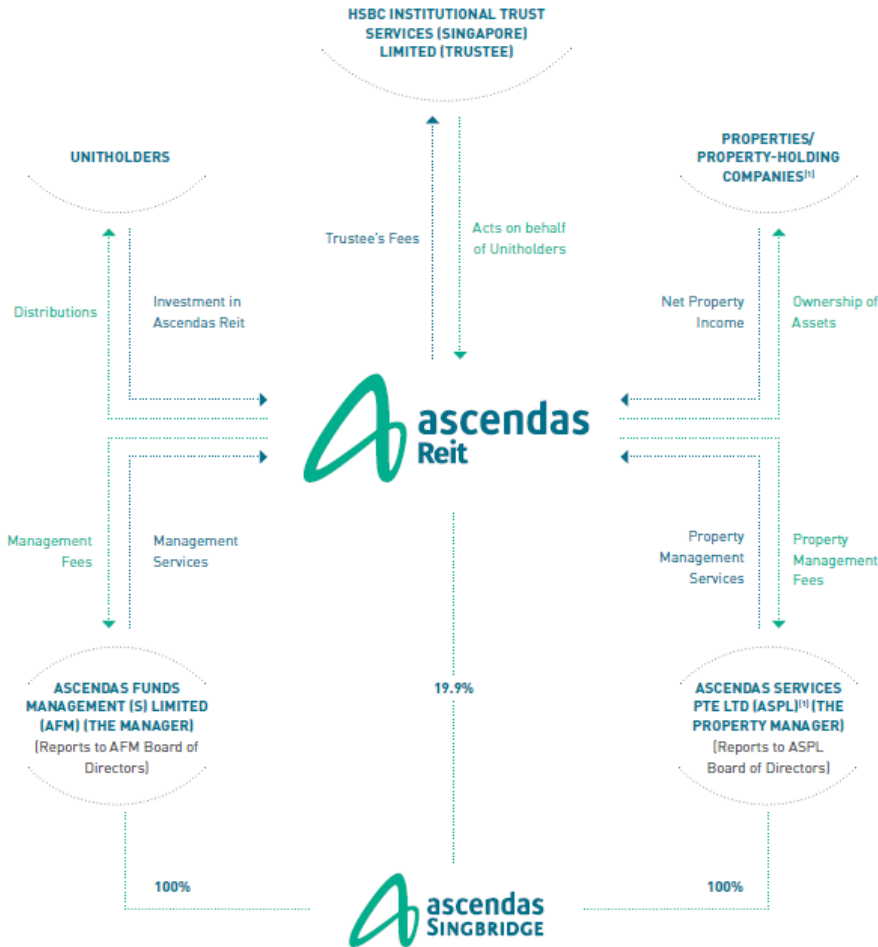 HSBC INSTITUTIONAL TRUST
SERVICES (SINGAPORE)
LIMITED (TRUSTEE)
UNITHOLDERS
PROPERTIES/
PROPERTY-HOLDING
COMPANIES[1]
Trustee's Fees
Acts on behalf
of Unitholders
Distributions
Investment in
Ascendas Reit
Net Property
Income
Ownership of
Assets
ascendas
Reit
Management
Fees
Management
Services
Property
Management
Services
Property
Management
Fees
ASCENDAS FUNDS
MANAGEMENT (S) LIMITED
(AFM) (THE MANAGER)
(Reports to AFM Board of
Directors)
19.9%
ASCENDAS SERVICES
PTE LTD (ASPL)[1] (THE
PROPERTY MANAGER)
(Reports to ASPL
Board of Directors)
100%
100%
ascendas
SINGBRIDGE